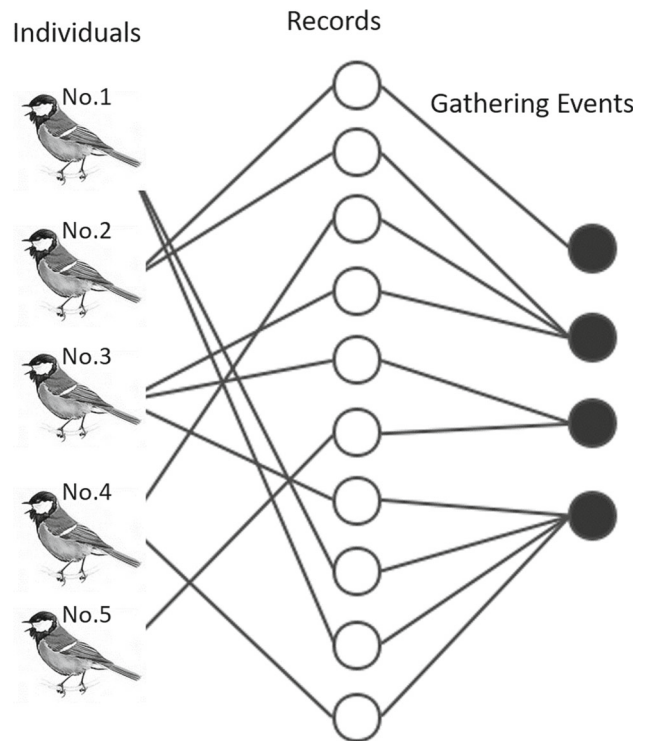 Individuals
Records
Gathering Events
No.1
No.2
No.3
No.4
No.5